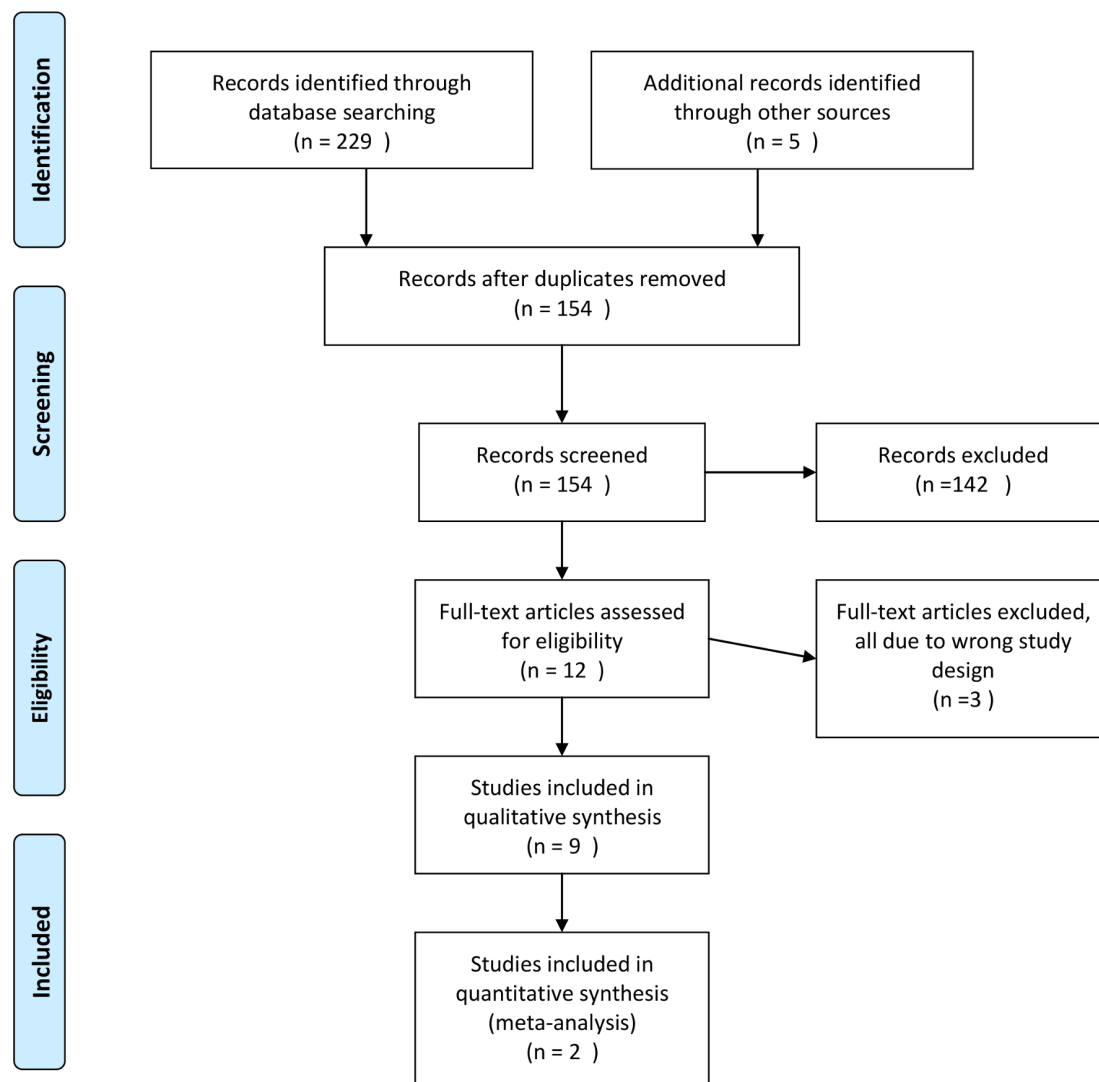 Identification
Records identified through
database searching
(n = 229  )
Additional records identified
through other sources
(n = 5  )
Records after duplicates removed
(n = 154  )
Screening
Records screened
(n = 154  )
Records excluded
(n =142   )
Eligibility
Full-text articles assessed
for eligibility
(n = 12  )
Full-text articles excluded,
all due to wrong study
design
(n =3 )
Studies included in
qualitative synthesis
(n = 9  )
Included
Studies included in
quantitative synthesis
(meta-analysis)
(n = 2  )